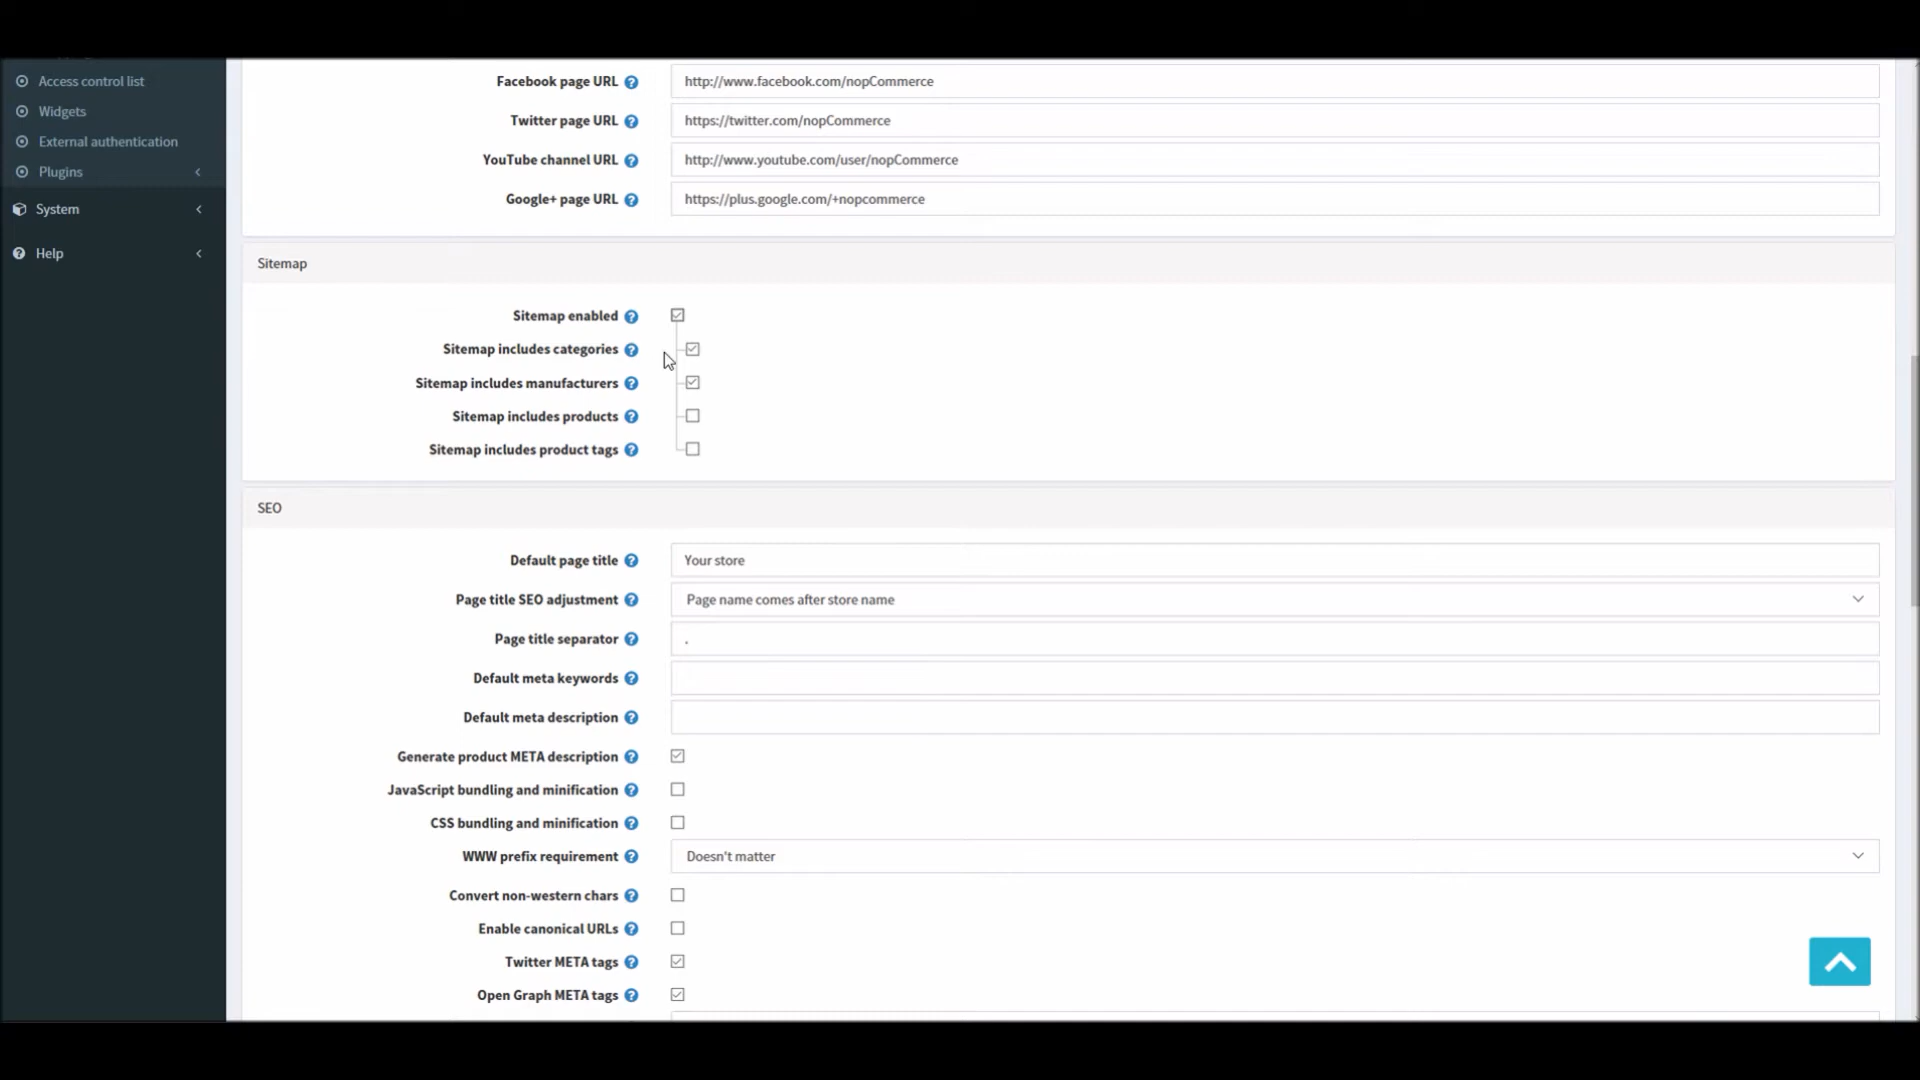 Access control list
Widgets
External authentication
Plugins
System
Help
Facebook page URL http://www.facebook.com/nopCommerce
Twitter page URL https://twitter.com/nopCommerce
YouTube channel URL http://www.youtube.com/user/nopCommerce
Google+ page URL https://plus.google.com/+nopcommerce
Sitemap
Sitemap enabled
Sitemap includes categories
Sitemap includes manufacturers
Sitemap includes products
Sitemap includes product tags
SEO
Default page title Your store
Page title SEO adjustment Page name comes after store name
Page title separator .
Default meta keywords
Default meta description
Generate product META description
JavaScript bundling and minification
CSS bundling and minification
WWW prefix requirement Doesn't matter
Convert non-western chars
Enable canonical URLs
Twitter META tags
Open Graph META tags